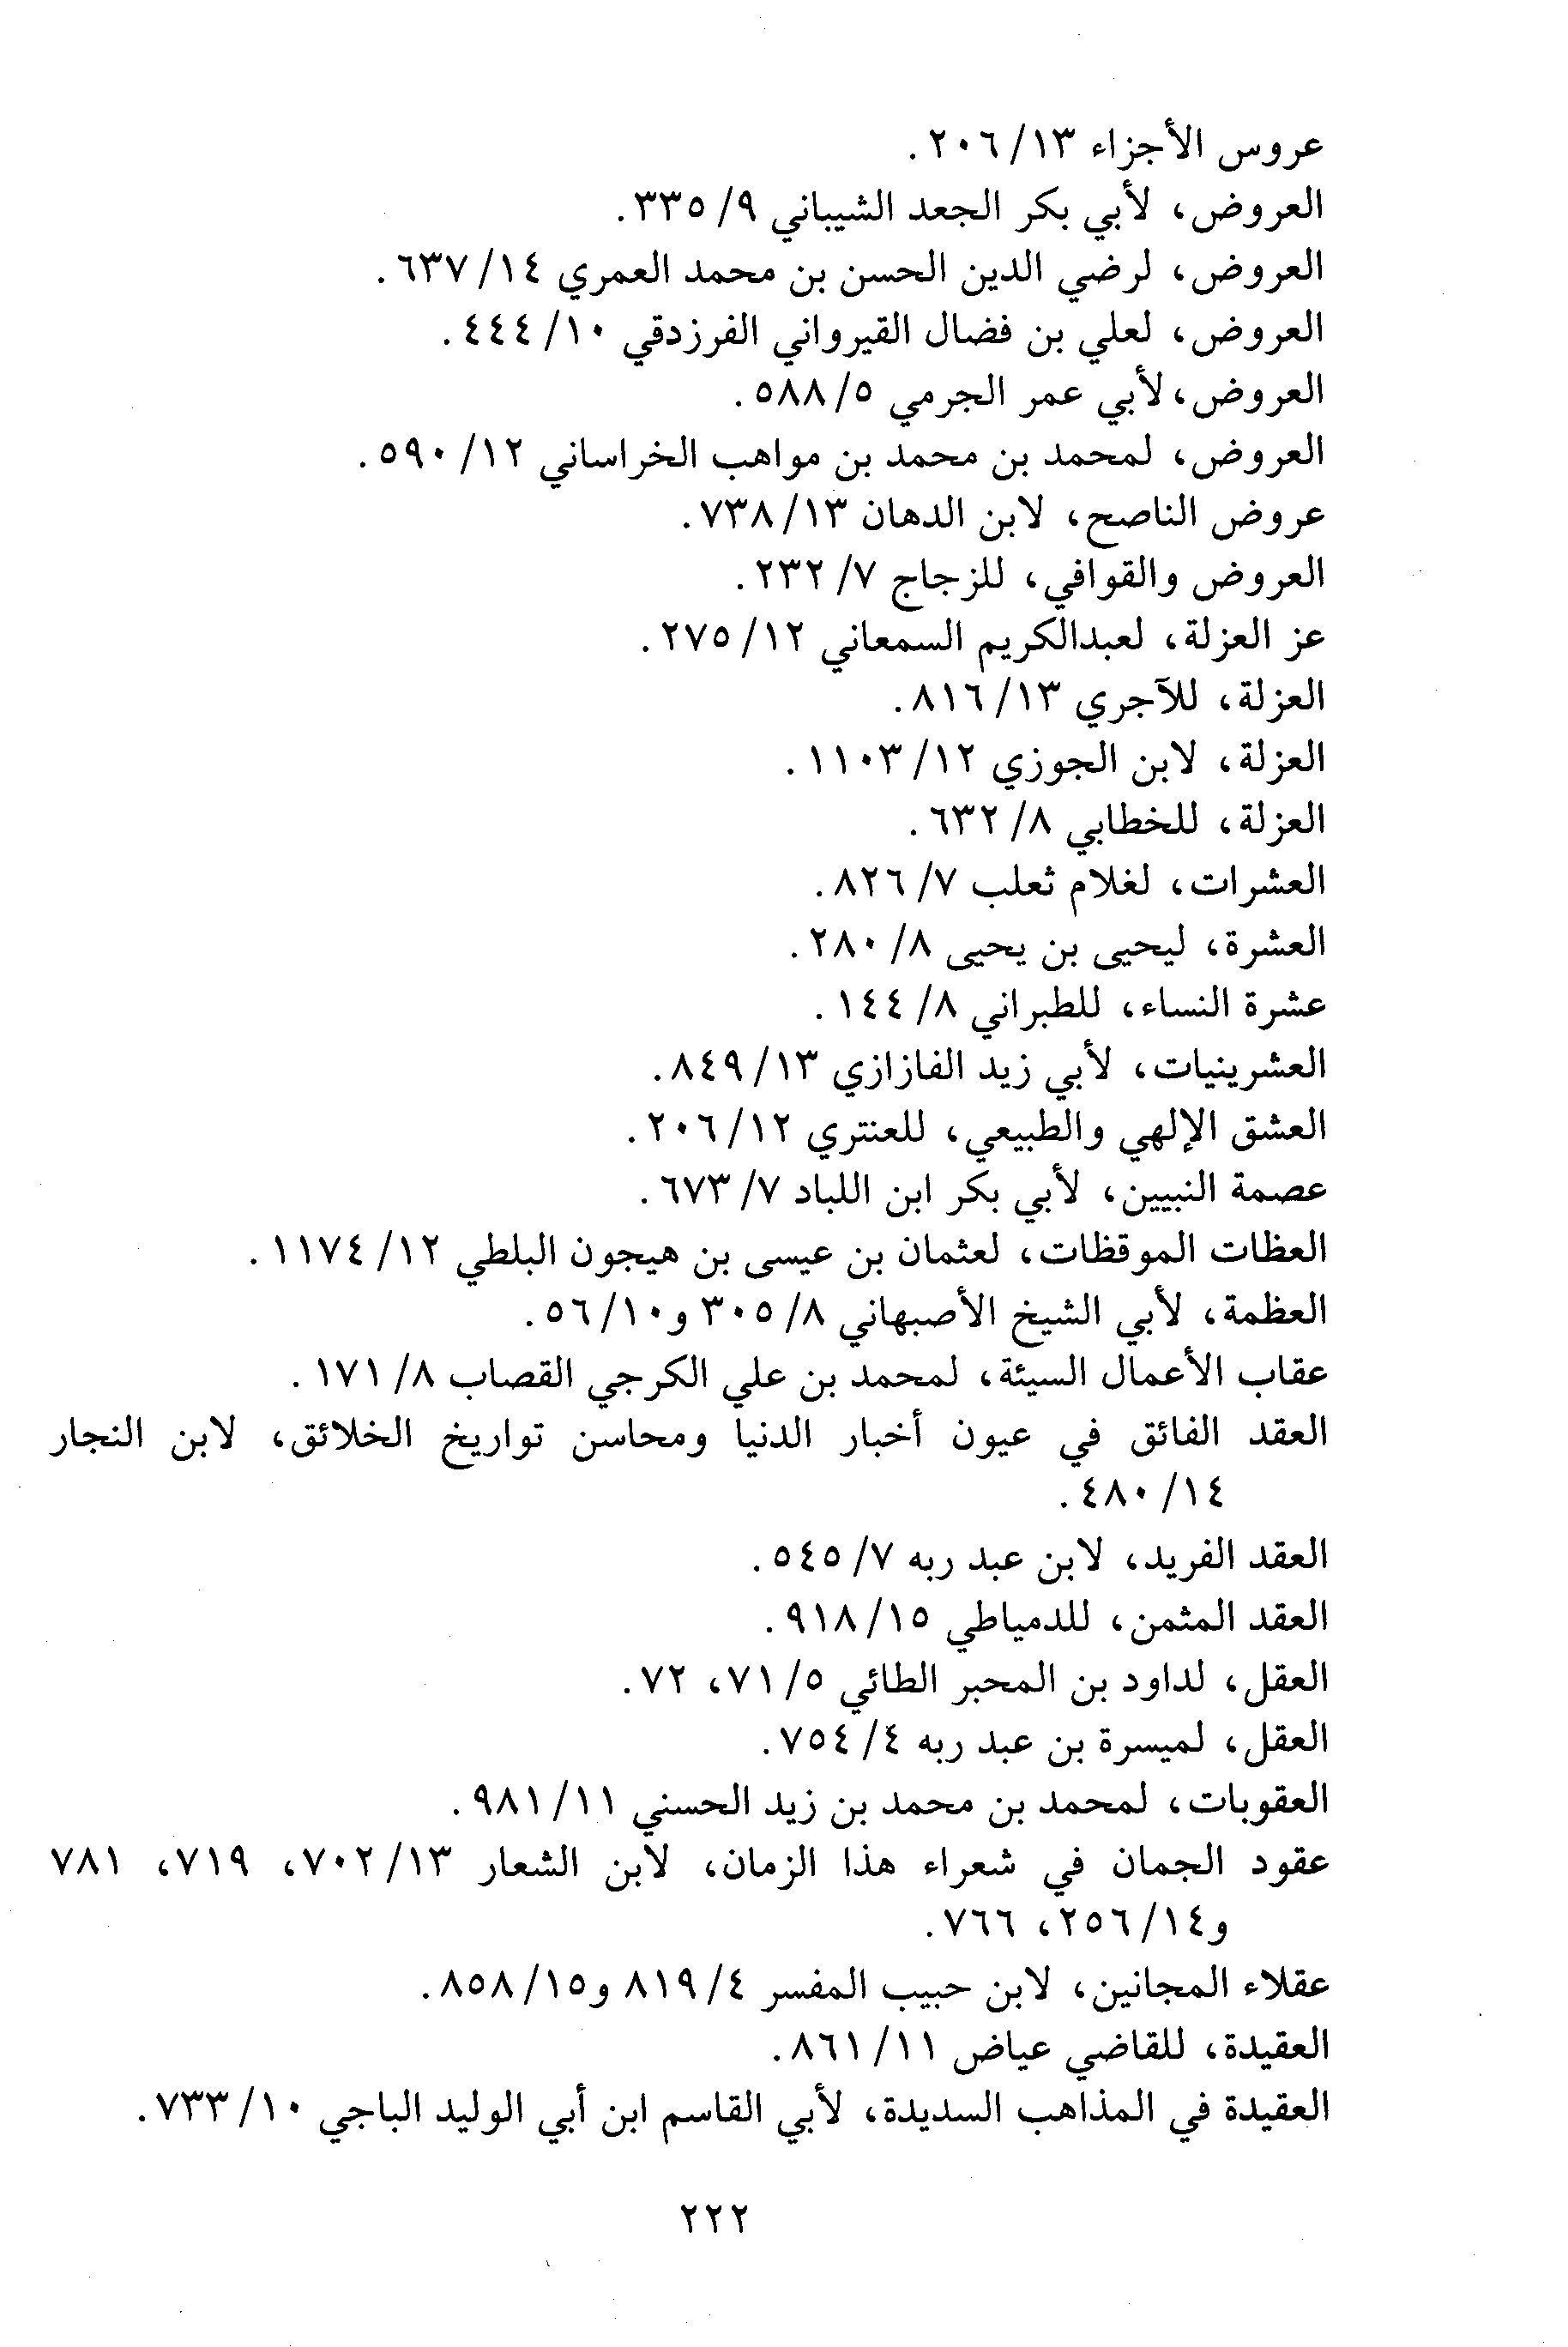 عروس الأجزاء ١٣/ ٢٠٦.
العروض، لأبي بكر الجعد الشيباني ٩/ ٣٣٥.
العروض، لرضي الدين الحسن بن محمد العمري ١٤/ ٦٣٧.
العروض، لعلي بن فضال القيرواني الفرزدقي ١٠/ ٤٤٤.
العروض، لأبي عمر الجرمي ٥/ ٥٨٨.
العروض، لمحمد بن محمد بن مواهب الخراساني ١٢/ ٥٩٠.
عروض الناصح، لابن الدهان ١٣/ ٧٣٨.
العروض والقوافي، للزجاج ٧/ ٢٣٢.
عز العزلة، لعبدالكريم السمعاني ١٢/ ٢٧٥.
العزلة، للآجري ١٣/ ٨١٦.
العزلة، لابن الجوزي ١٢/ ١١٠٣.
العزلة، للخطابي ٨/ ٦٣٢.
العشرات، لغلام ثعلب ٧/ ٨٢٦.
العشرة، ليحيى بن يحيى ٨/ ٢٨٠.
عشرة النساء، للطبراني ٨/ ١٤٤.
العشرينيات، لأبي زيد الفازازي ١٣/ ٨٤٩.
العشق الإلهي والطبيعي، للعنتري ١٢/ ٢٠٦.
عصمة النبيين، لأبي بكر ابن اللباد ٧/ ٦٧٣.
العظات الموقظات، لعثمان بن عيسى بن هيجون البلطي ١٢/ ١١٧٤.
العظمة، لأبي الشيخ الأصبهاني ٨/ ٣٠٥ و١٠/ ٥٦.
عقاب الأعمال السيئة، لمحمد بن علي الكرجي القصاب ٨/ ١٧١.
العقد الفائق في عيون أخبار الدنيا ومحاسن تواريخ الخلائق، لابن النجار
١٤/ ٤٨٠.
العقد الفريد، لابن عبد ربه ٧/ ٥٤٥.
العقد المثمن، للدمياطي ١٥/ ٩١٨.
العقل، لداود بن المحبر الطائي ٥/ ٧١، ٧٢.
العقل، لميسرة بن عبد ربه ٤/ ٧٥٤.
العقوبات، لمحمد بن محمد بن زيد الحسني ١١/ ٩٨١.
عقود الجمان في شعراء هذا الزمان، لابن الشعار ١٣/ ٧٠٢، ٧١٩، ٧٨١
و١٤/ ٢٥٦، ٧٦٦.
عقلاء المجانين، لابن حبيب المفسر ٤/ ٨١٩ و١٥/ ٨٥٨.
العقيدة، للقاضي عياض ١١/ ٨٦١.
العقيدة في المذاهب السديدة، لأبي القاسم ابن أبي الوليد الباجي ١٠/ ٧٣٣.
٢٢٢